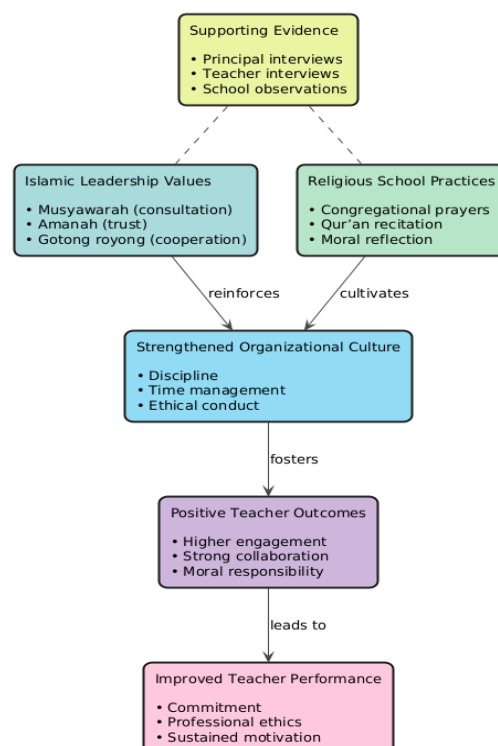 Supporting Evidence
• Principal interviews
• Teacher interviews
• School observations
Islamic Leadership Values
• Musyawarah (consultation)
• Amanah (trust)
• Gotong royong (cooperation)
Religious School Practices
• Congregational prayers
• Qur’an recitation
• Moral reflection
reinforces
cultivates
Strengthened Organizational Culture
• Discipline
• Time management
• Ethical conduct
fosters
Positive Teacher Outcomes
• Higher engagement
• Strong collaboration
• Moral responsibility
leads to
Improved Teacher Performance
• Commitment
• Professional ethics
• Sustained motivation